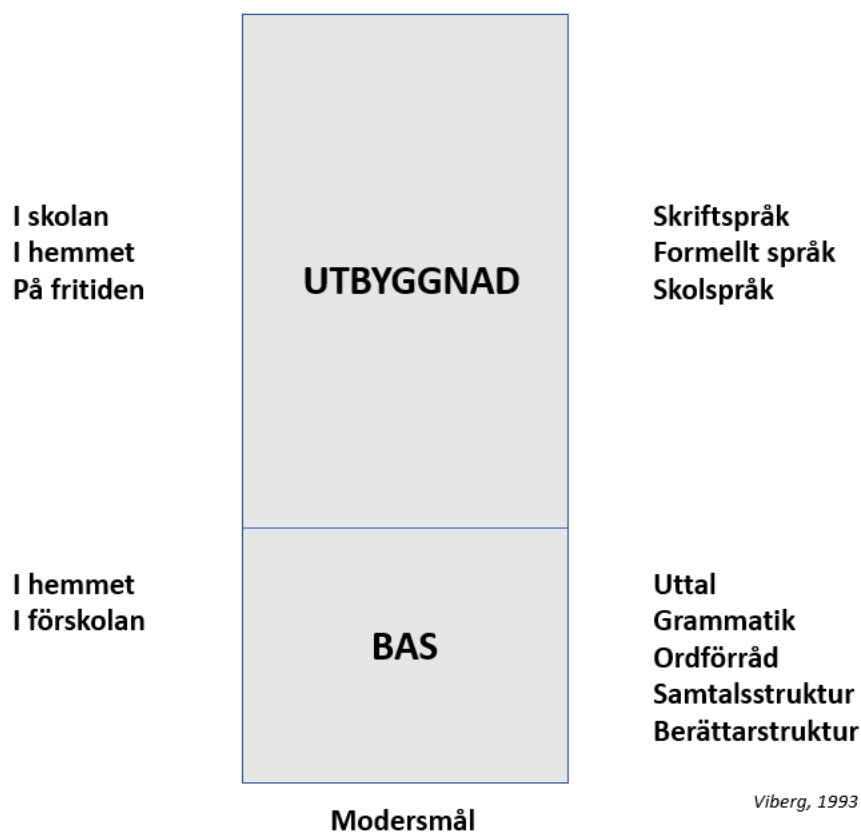 I skolan
I hemmet
På fritiden
UTBYGGNAD
Skriftspråk
Formellt språk
Skolspråk
I hemmet
I förskolan
BAS
Uttal
Grammatik
Ordförråd
Samtalsstruktur
Berättarstruktur
Viberg, 1993
Modersmål